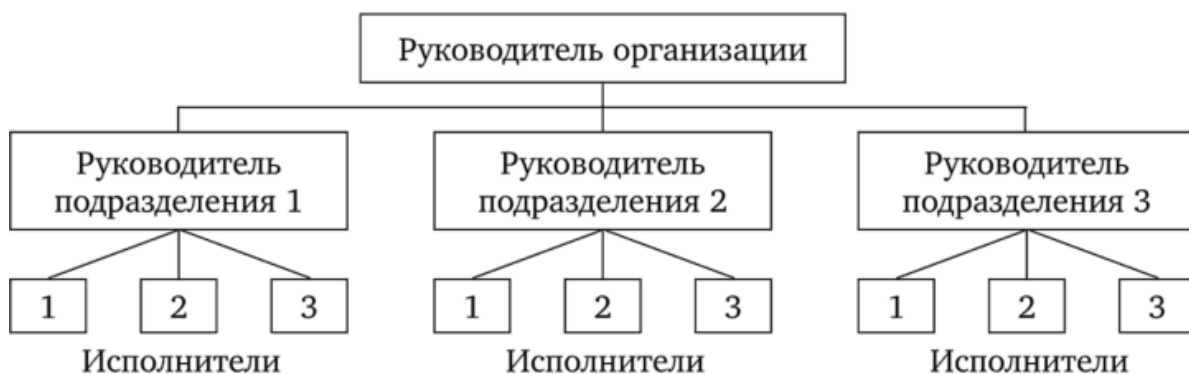 Руководитель организации
Руководитель
подразделения 1
Руководитель
подразделения 2
Руководитель
подразделения 3
1 2 3
1 2 3
1 2 3
Исполнители
Исполнители
Исполнители